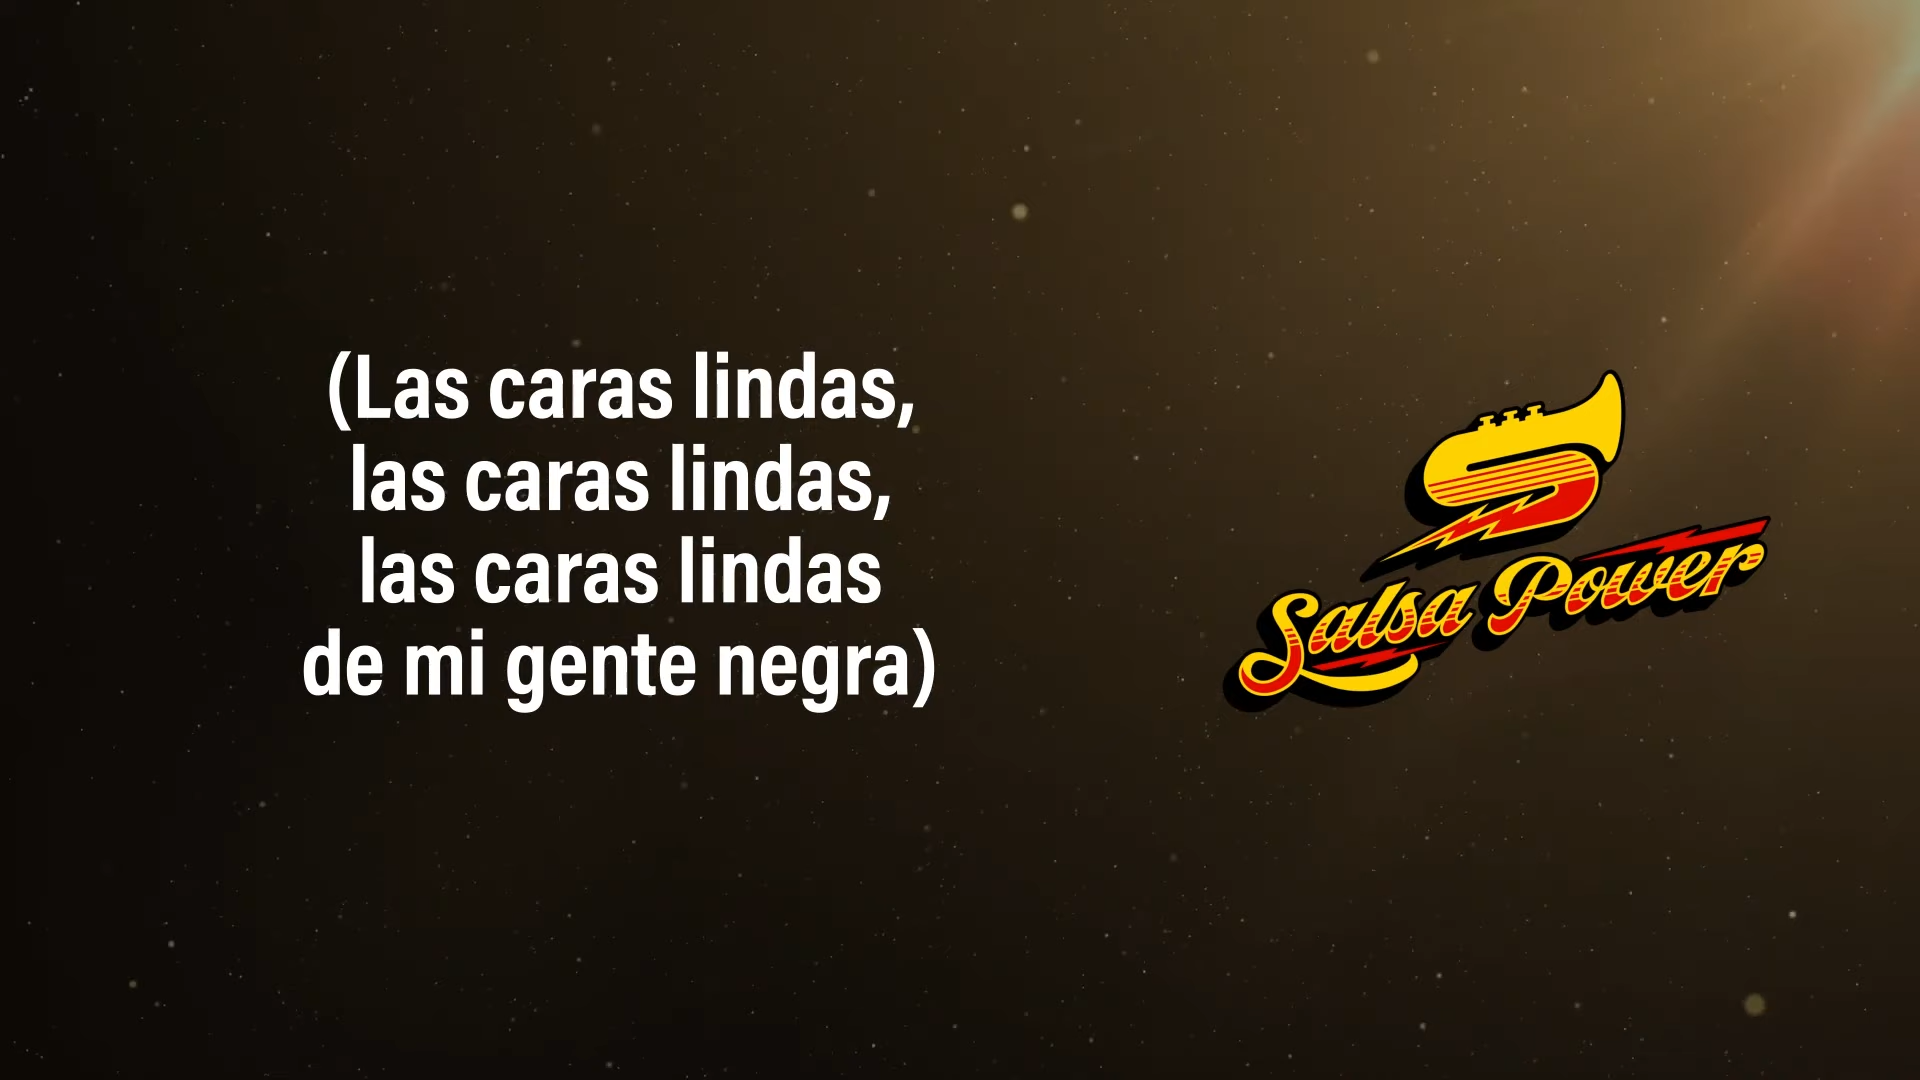 (Las caras lindas,
las caras lindas,
las caras lindas
de mi gente negra)
Salsa Power